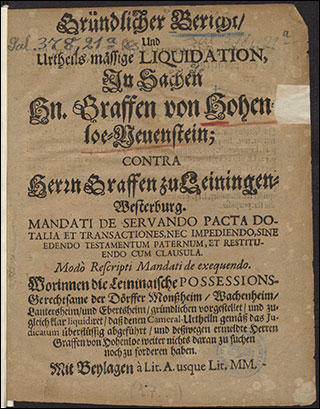 Gründlicher Bericht/
Und
Urtheils mässige LIQUIDATION,
In Sachen
Hn. Graffen von Hohen-
loe-Neuenstein;
CONTRA
Herrn Graffen zu Leiningen-
Westerburg.
MANDATI DE SERVANDO PACTA DO-
TALIA ET TRANSACTIONES, NEC IMPEDIENDO, SINE
EDENDO TESTAMENTUM PATERNUM, ET RESTITU-
ENDO CUM CLAUSULA.
Modò Rescripti Mandati de exequendo.
Worinnen die Leininische POSSESSIONS-
Gerechtsame der Dörffer Monßheim/ Wachenheim/
Lautersheim/ und Ebertsheim/ gründlichen vorgestellet/ und zu-
gleich klar liquidiret/ daß denen Cameral-Urtheiln gemäß das Ju-
dicatum überflüßig abgeführt/ und deßwegen ermeldte Herren
Graffen von Hohenloe weiter nichts daran zu suchen
noch zu forderen haben.
Mit Beylagen à Lit. A. usque Lit. MM.